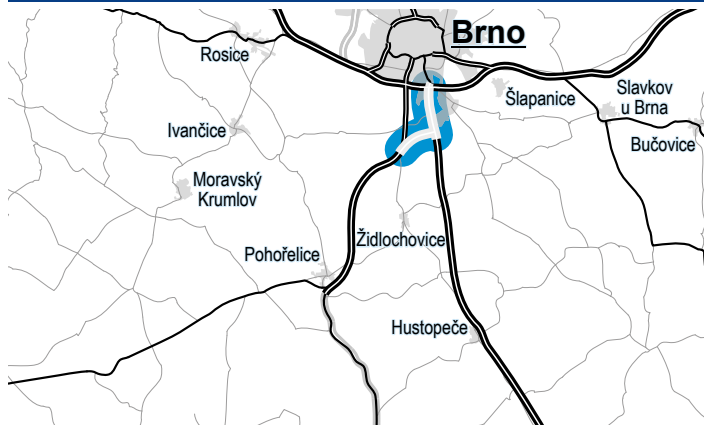 Brno
Rosice
Šlapanice
Slavkov
u Brna
Ivančice
Bučovice
Moravský
Krumlov
Židlochovice
Pohořelice
Hustopeče